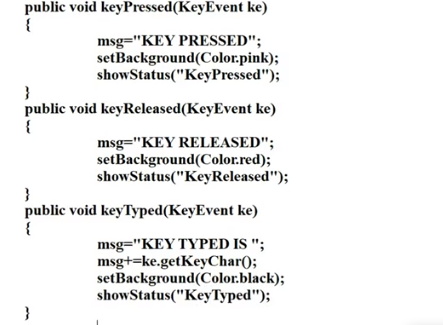 public void keyPressed(KeyEvent ke)
{
msg="KEY PRESSED";
setBackground(Color.pink);
showStatus("KeyPressed");
}
public void keyReleased(KeyEvent ke)
{
msg="KEY RELEASED";
setBackground(Color.red);
showStatus("KeyReleased");
}
public void keyTyped(KeyEvent ke)
{
msg="KEY TYPED IS ";
msg+=ke.getKeyChar();
setBackground(Color.black);
showStatus("KeyTyped");
}